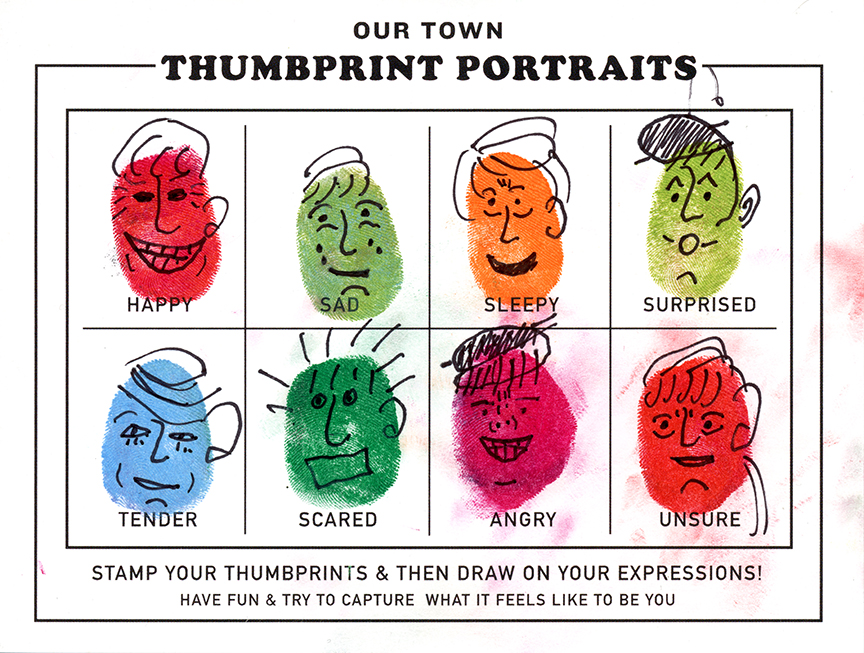 OUR TOWN
THUMBPRINT PORTRAITS
HAPPY
SAD
SLEEPY
SURPRISED
TENDER
SCARED
ANGRY
UNSURE
STAMP YOUR THUMBPRINTS & THEN DRAW ON YOUR EXPRESSIONS!
HAVE FUN & TRY TO CAPTURE WHAT IT FEELS LIKE TO BE YOU